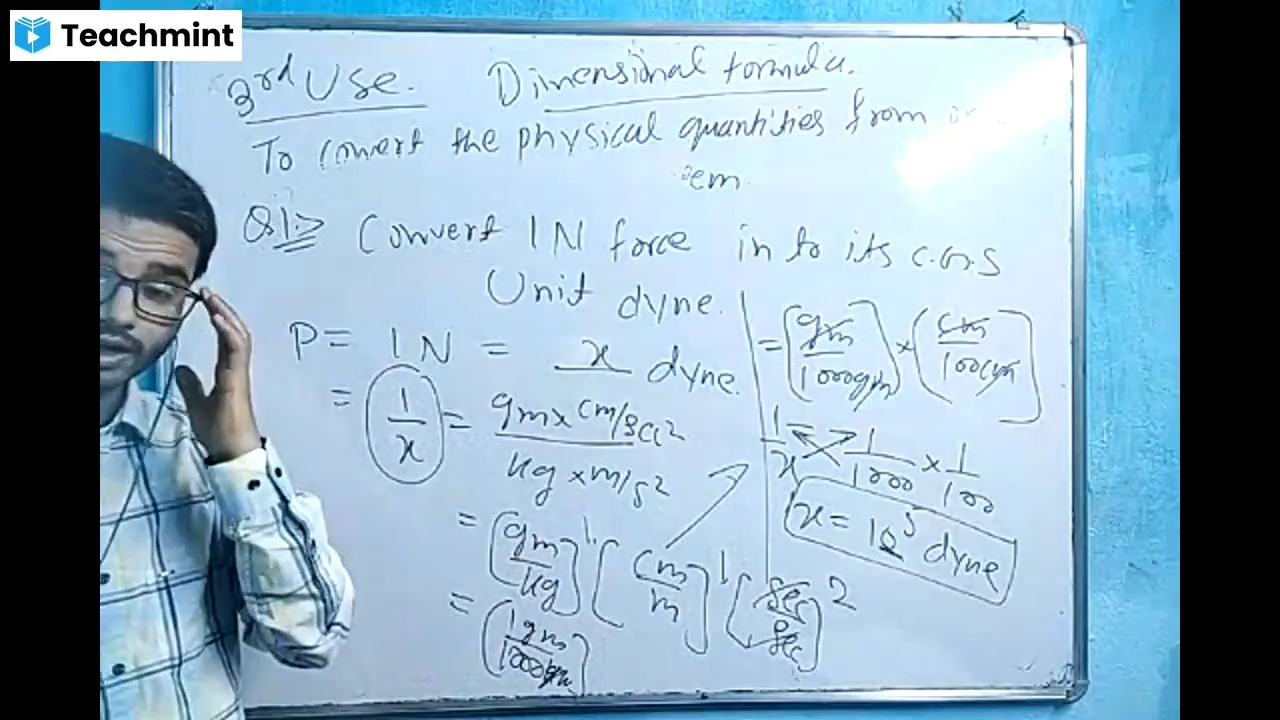 Teachmint
3rd Use. Dimensional formula.
To convert the physical quantities from
em
Q1:> Convert 1N force in to its c.g.s
Unit dyne.
P = 1N = x dyne.
= 1/x = gm x cm/sec2
kg x m/s2
= [gm/kg]1 [cm/m]1 [sec/sec]2
= [1gm/1000gm]
= [gm/1000gm] x [cm/100cm]
1/x = 1/1000 x 1/100
x = 105 dyne